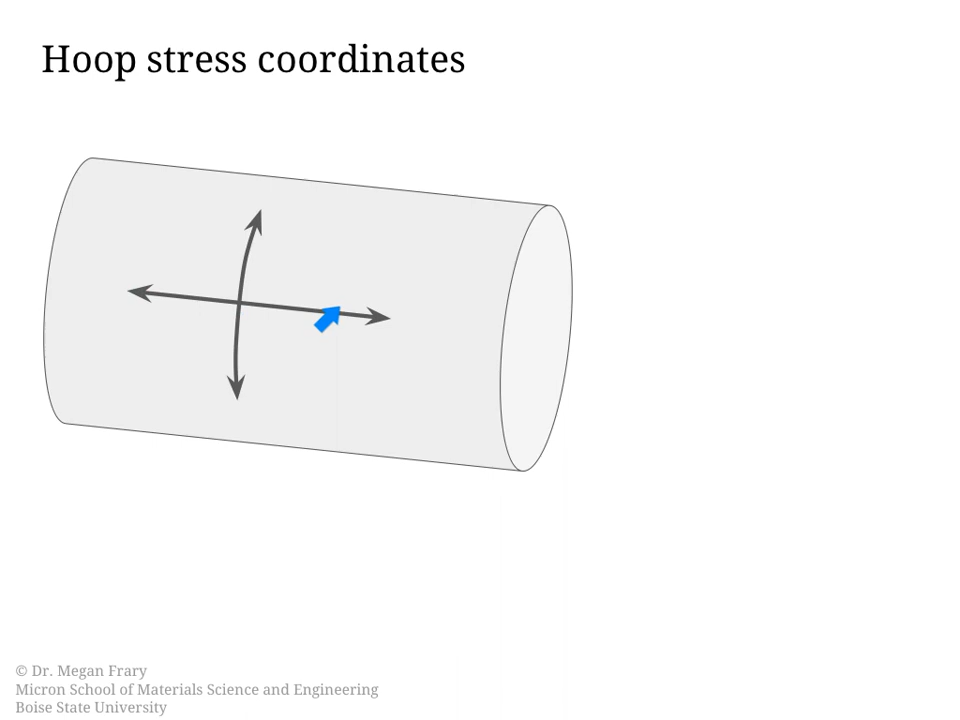 Hoop stress coordinates
© Dr. Megan Frary
Micron School of Materials Science and Engineering
Boise State University